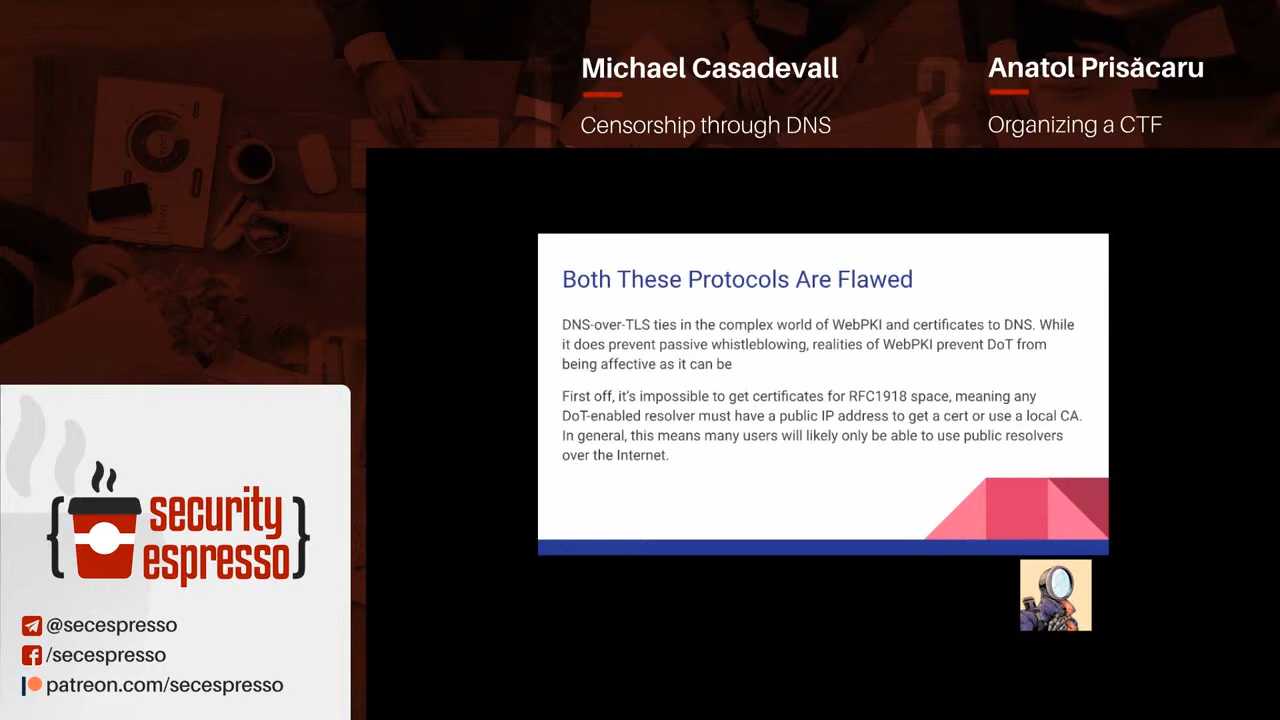 Michael Casadevall
Censorship through DNS
Anatol Prisăcaru
Organizing a CTF
Both These Protocols Are Flawed
DNS-over-TLS ties in the complex world of WebPKI and certificates to DNS. While
it does prevent passive whistleblowing, realities of WebPKI prevent DoT from
being affective as it can be
First off, it's impossible to get certificates for RFC1918 space, meaning any
DoT-enabled resolver must have a public IP address to get a cert or use a local CA.
In general, this means many users will likely only be able to use public resolvers
over the Internet.
{security
espresso}
@secespresso
/secespresso
patreon.com/secespresso